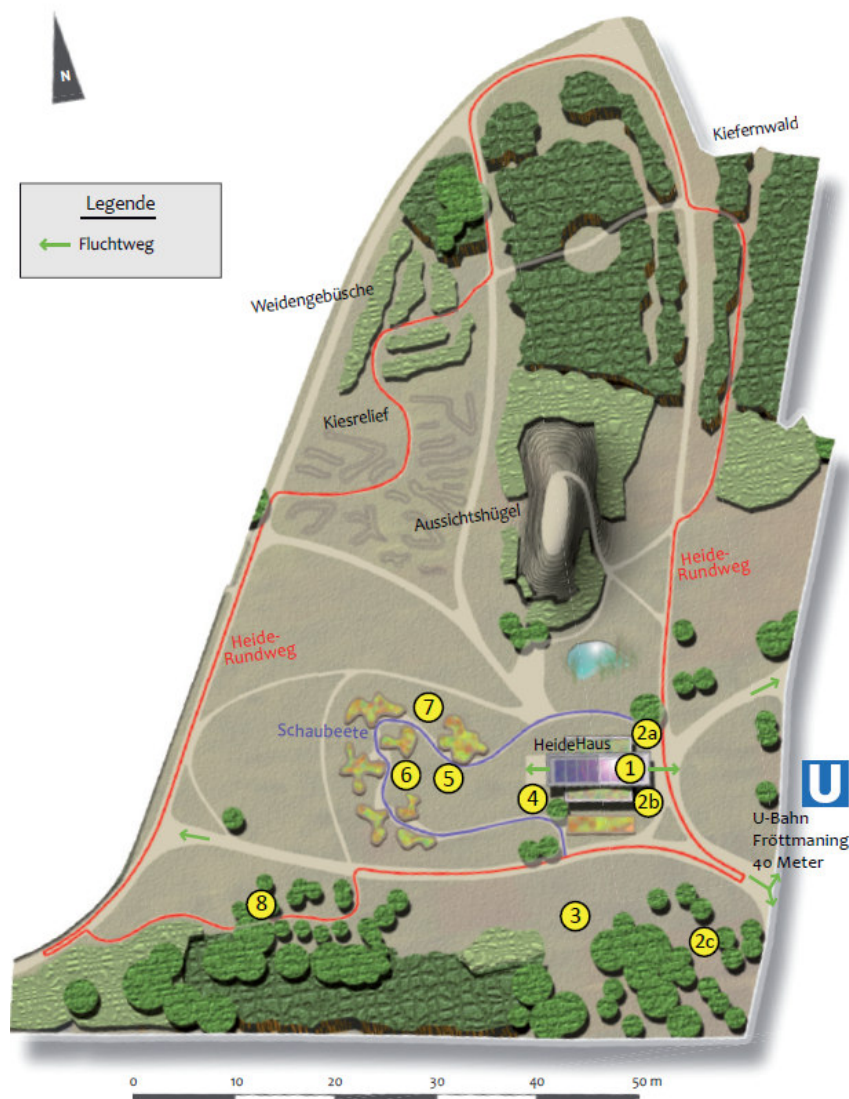 N
Kiefernwald
Legende
Fluchtweg
Weidengebüsche
Kiesrelief
Aussichtshügel
Heide-
Rundweg
Heide-
Rundweg
7
Schaubeete
2a
HeideHaus
6
5
1
4
2b
U
U-Bahn
Fröttmaning
40 Meter
8
3
2c
0 10 20 30 40 50 m